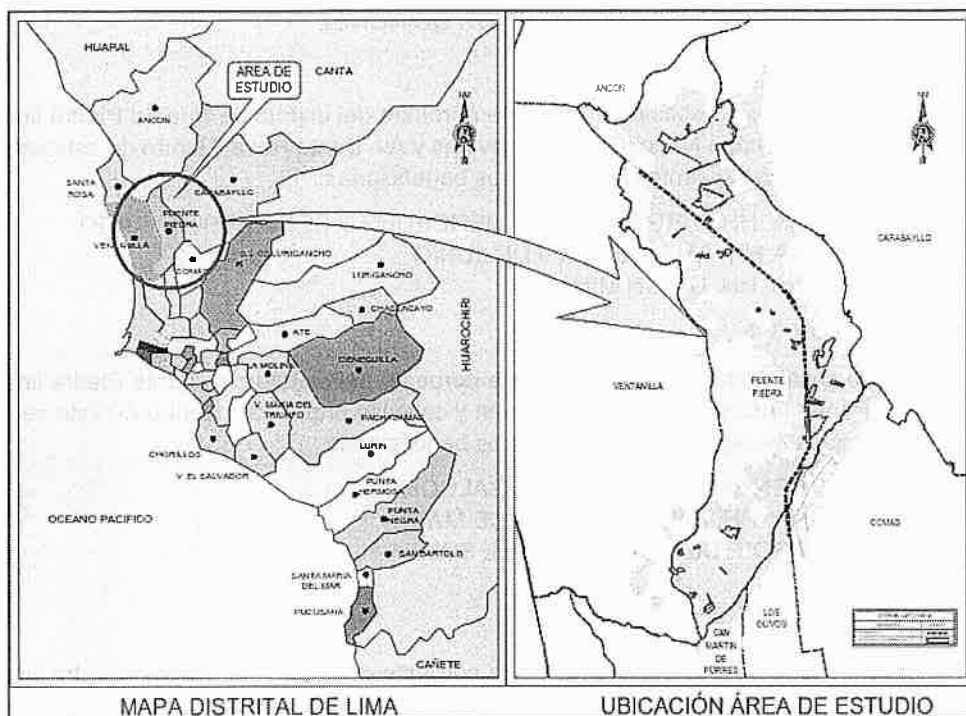 HUARAL
ÁREA DE
ESTUDIO
CANTA
ANCON
SANTA
ROSA
CARABAYLLO
PUENTE
PIEDRA
VENTANILLA
COMAS
LURIGANCHO
CHACLACAYO
HUAROCHIRI
ATE
LA MOLINA
CIENEGUILLA
V. MARIA DEL
TRIUNFO
PACHACAMAC
CHORILLOS
LURIN
V. EL SALVADOR
PUNTA
HERMOSA
PUNTA
NEGRA
OCEANO PACIFICO
SAN BARTOLO
SANTA MARIA
DEL MAR
PUCUSANA
CAÑETE
MAPA DISTRITAL DE LIMA
ANCON
CARABAYLLO
VENTANILLA
PUENTE
PIEDRA
COMAS
LOS
OLIVOS
SAN
MARTIN
DE
PORRES
UBICACIÓN ÁREA DE ESTUDIO